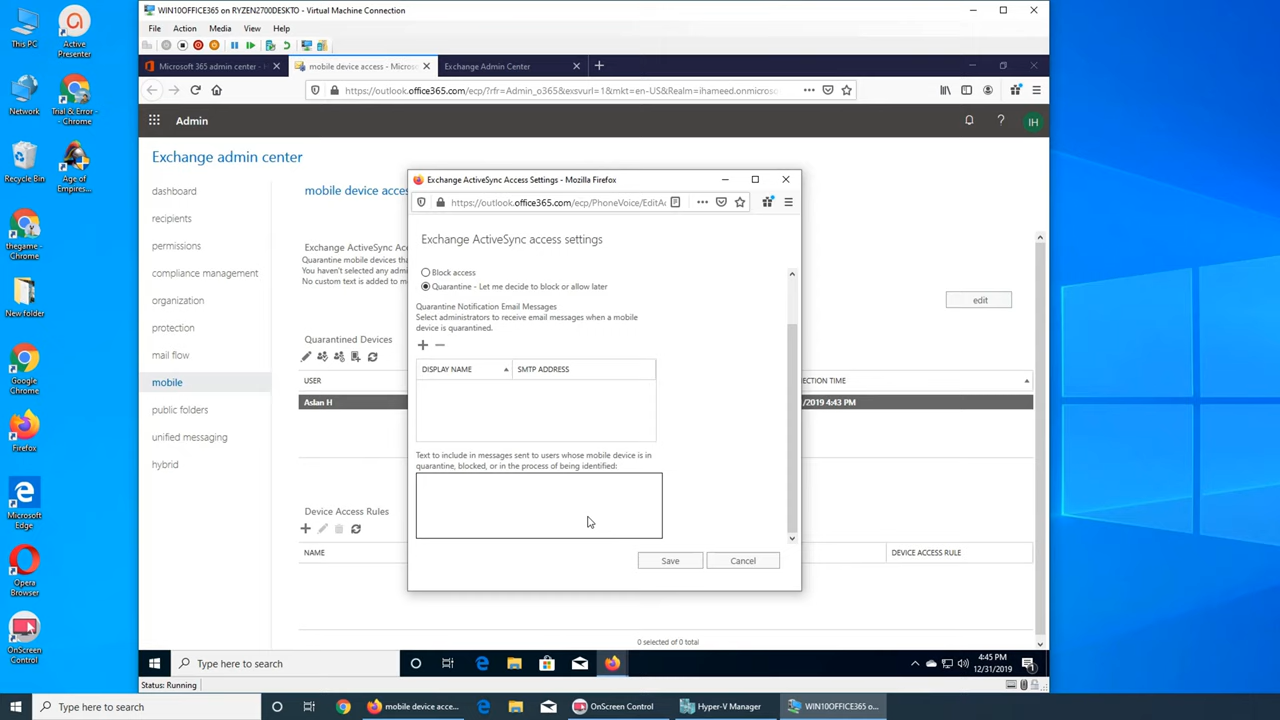 This PC
Active
Presenter
Network
Trial & Error -
- Chrome
Recycle Bin
Age of
Empires...
thegame -
Chrome
New folder
Google
Chrome
Firefox
Microsoft
Edge
Opera
Browser
OnScreen
Control
WIN10OFFICE365 on RYZEN2700DESKTO - Virtual Machine Connection
File Action Media View Help
Microsoft 365 admin center -
mobile device access - Micros
Exchange Admin Center
https://outlook.office365.com/ecp/?rfr=Admin_o365&exsvurl=1&mkt=en-US&Realm=ihameed.onmicros
Admin
IH
Exchange admin center
dashboard
recipients
permissions
compliance management
organization
protection
mail flow
mobile
public folders
unified messaging
hybrid
mobile device acces
Exchange ActiveSync Ac
Quarantine mobile devices tha
You haven't selected any admi
No custom text is added to m
edit
Quarantined Devices
USER
ECTION TIME
Aslan H
/2019 4:43 PM
Device Access Rules
NAME
DEVICE ACCESS RULE
0 selected of 0 total
Exchange ActiveSync Access Settings - Mozilla Firefox
https://outlook.office365.com/ecp/PhoneVoice/EditAc
Exchange ActiveSync access settings
Block access
Quarantine - Let me decide to block or allow later
Quarantine Notification Email Messages
Select administrators to receive email messages when a mobile
device is quarantined.
DISPLAY NAME
SMTP ADDRESS
Text to include in messages sent to users whose mobile device is in
quarantine, blocked, or in the process of being identified:
Save
Cancel
Type here to search
4:45 PM
12/31/2019
Status: Running
Type here to search
mobile device acce...
OnScreen Control
Hyper-V Manager
WIN10OFFICE365 o...